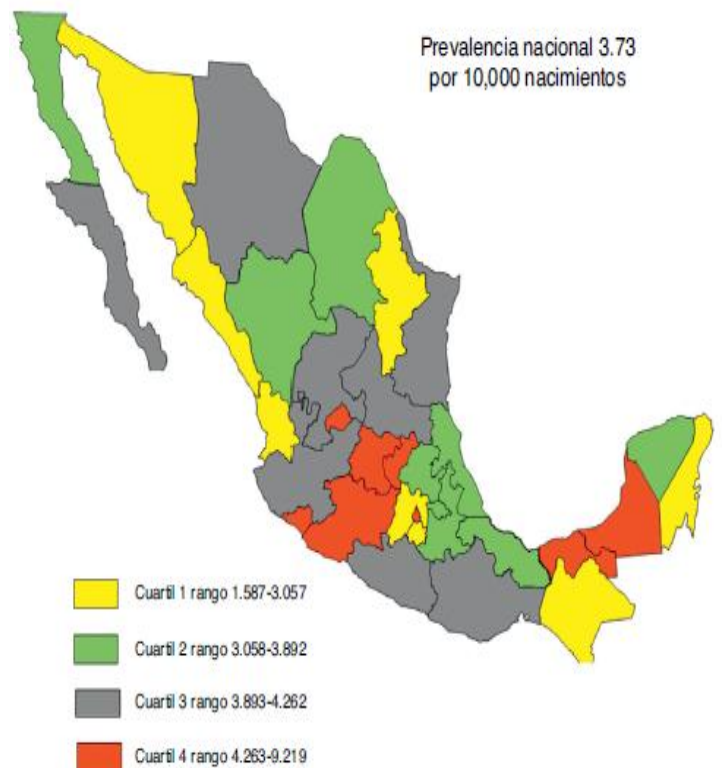 Prevalencia nacional 3.73
por 10,000 nacimientos
Cuartil 1 rango 1.587-3.057
Cuartil 2 rango 3.058-3.892
Cuartil 3 rango 3.893-4.262
Cuartil 4 rango 4.263-9.219